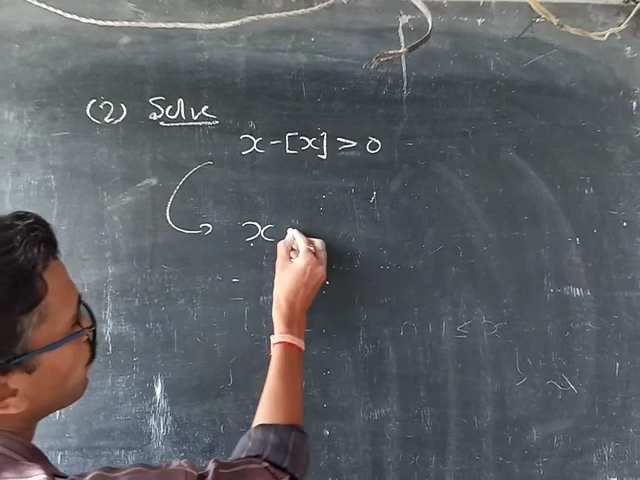 (2) Solve
x - [x] > 0
x